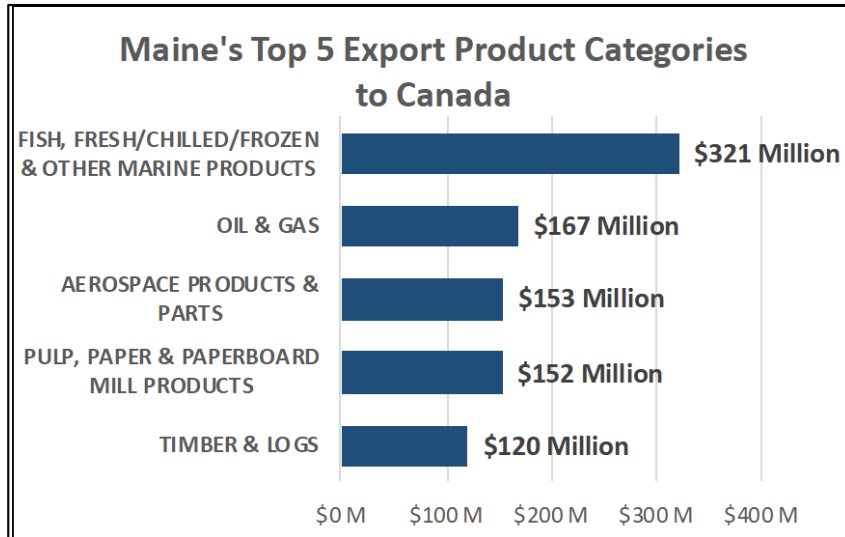 Maine's Top 5 Export Product Categories
to Canada
FISH, FRESH/CHILLED/FROZEN
& OTHER MARINE PRODUCTS
$321 Million
OIL & GAS
$167 Million
AEROSPACE PRODUCTS &
PARTS
$153 Million
PULP, PAPER & PAPERBOARD
MILL PRODUCTS
$152 Million
TIMBER & LOGS
$120 Million
$0 M $100 M $200 M $300 M $400 M